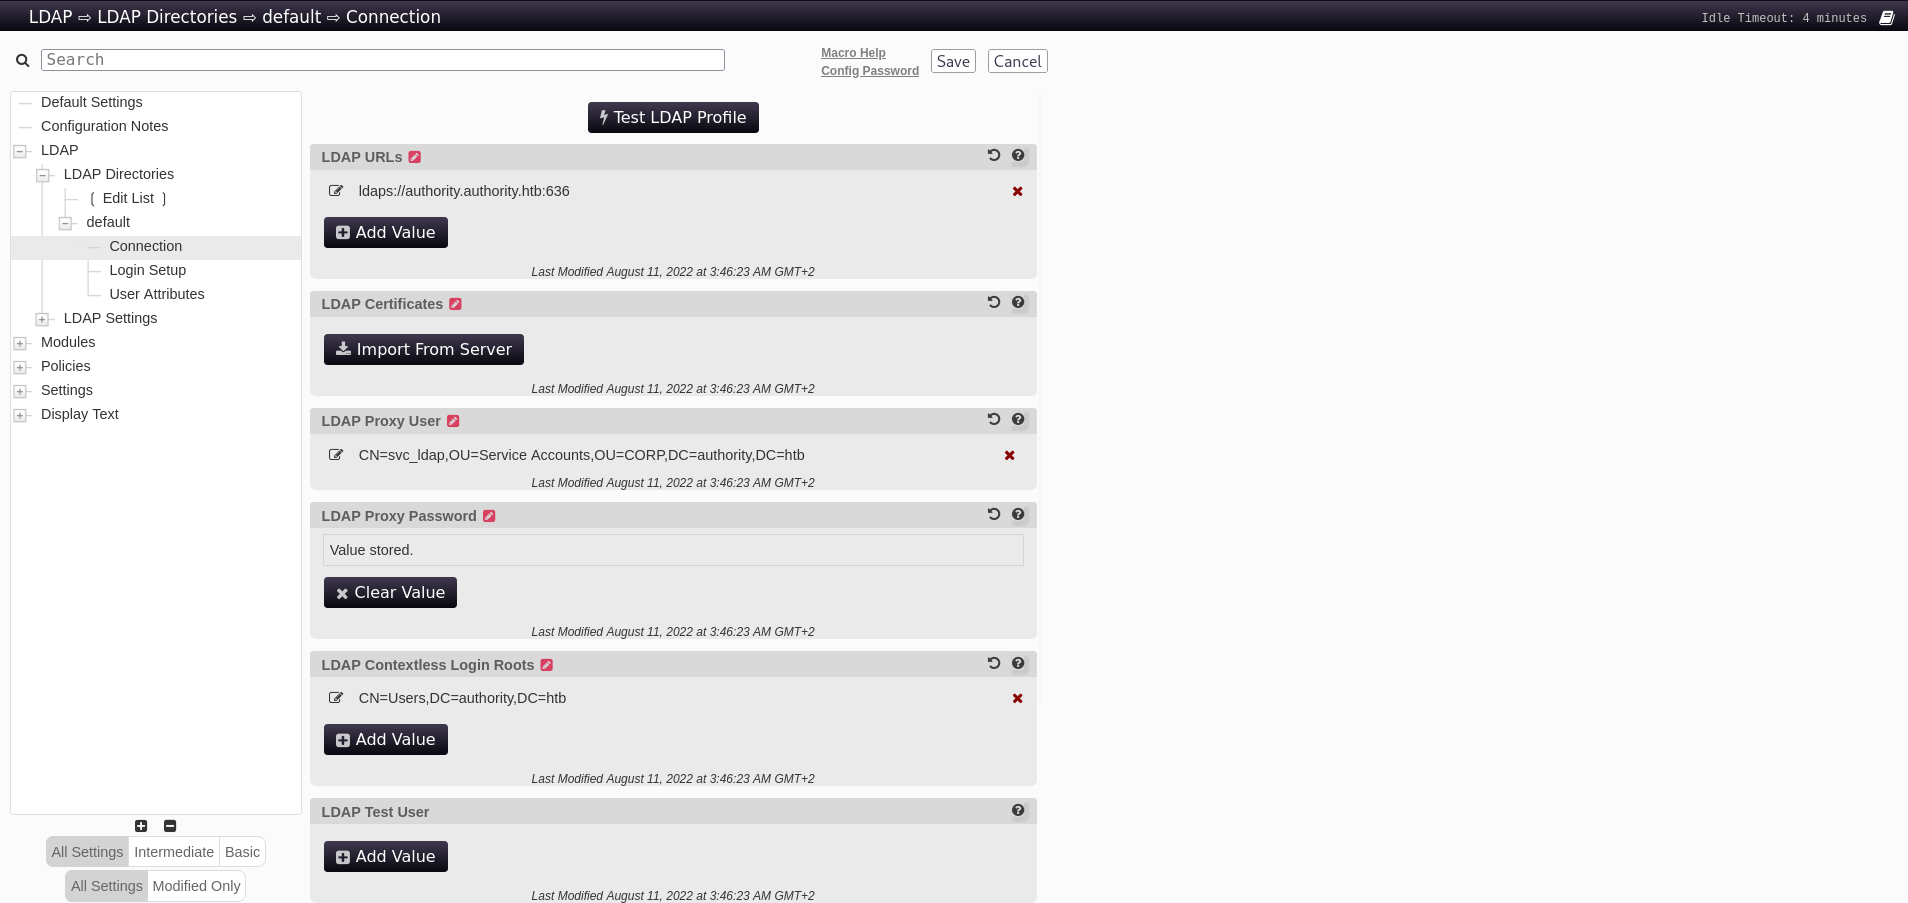 LDAP ⇨ LDAP Directories ⇨ default ⇨ Connection
Idle Timeout: 4 minutes
Search
Macro Help
Config Password
Save
Cancel
Default Settings
Configuration Notes
LDAP
LDAP Directories
❲ Edit List ❳
default
Connection
Login Setup
User Attributes
LDAP Settings
Modules
Policies
Settings
Display Text
All Settings Intermediate Basic
All Settings Modified Only
Test LDAP Profile
LDAP URLs
ldaps://authority.authority.htb:636
Add Value
Last Modified August 11, 2022 at 3:46:23 AM GMT+2
LDAP Certificates
Import From Server
Last Modified August 11, 2022 at 3:46:23 AM GMT+2
LDAP Proxy User
CN=svc_ldap,OU=Service Accounts,OU=CORP,DC=authority,DC=htb
Last Modified August 11, 2022 at 3:46:23 AM GMT+2
LDAP Proxy Password
Value stored.
Clear Value
Last Modified August 11, 2022 at 3:46:23 AM GMT+2
LDAP Contextless Login Roots
CN=Users,DC=authority,DC=htb
Add Value
Last Modified August 11, 2022 at 3:46:23 AM GMT+2
LDAP Test User
Add Value
Last Modified August 11, 2022 at 3:46:23 AM GMT+2